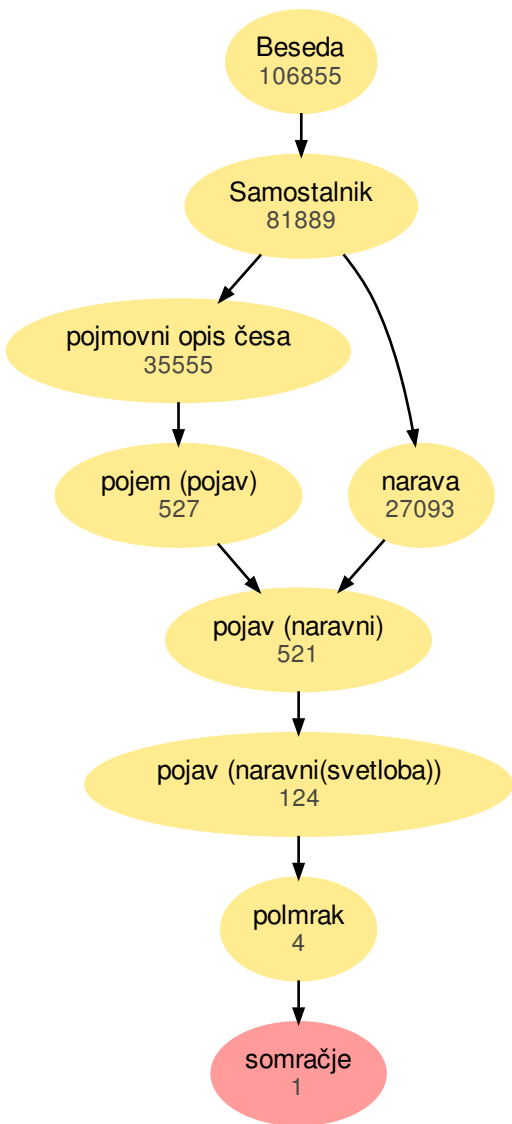 Beseda
106855
Samostalnik
81889
pojmovni opis česa
35555
pojem (pojav)
527
narava
27093
pojav (naravni)
521
pojav (naravni(svetloba))
124
polmrak
4
somračje
1